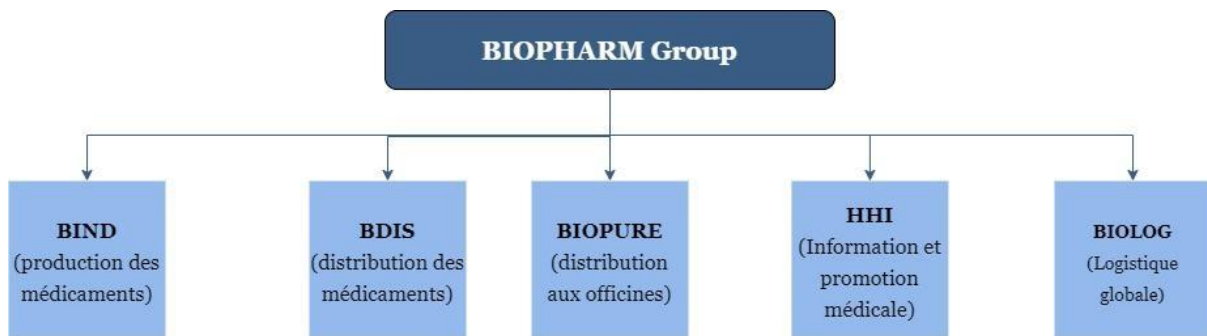 BIOPHARM Group
BIND
(production des
médicaments)
BDIS
(distribution des
médicaments)
BIOPURE
(distribution
aux officines)
HHI
(Information et
promotion
médicale)
BIOLOG
(Logistique
globale)